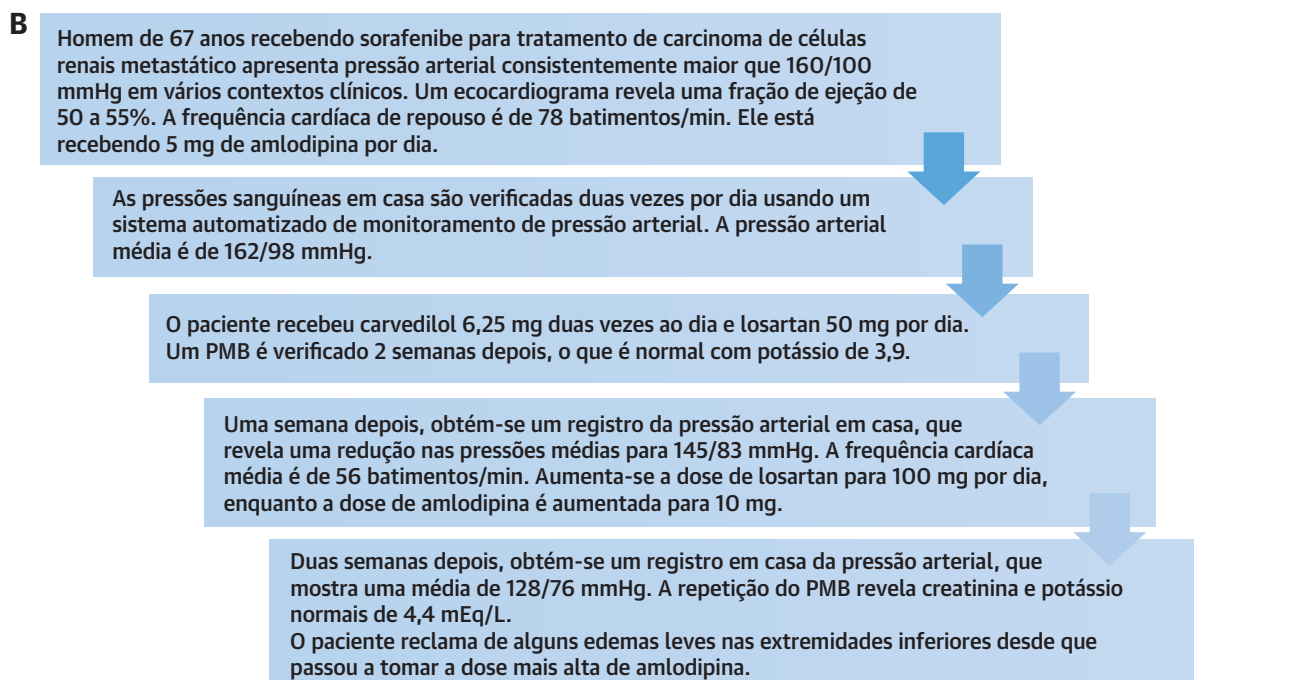 B
Homem de 67 anos recebendo sorafenibe para tratamento de carcinoma de células
renais metastático apresenta pressão arterial consistentemente maior que 160/100
mmHg em vários contextos clínicos. Um ecocardiograma revela uma fração de ejeção de
50 a 55%. A frequência cardíaca de repouso é de 78 batimentos/min. Ele está
recebendo 5 mg de amlodipina por dia.
As pressões sanguíneas em casa são verificadas duas vezes por dia usando um
sistema automatizado de monitoramento de pressão arterial. A pressão arterial
média é de 162/98 mmHg.
O paciente recebeu carvedilol 6,25 mg duas vezes ao dia e losartan 50 mg por dia.
Um PMB é verificado 2 semanas depois, o que é normal com potássio de 3,9.
Uma semana depois, obtém-se um registro da pressão arterial em casa, que
revela uma redução nas pressões médias para 145/83 mmHg. A frequência cardíaca
média é de 56 batimentos/min. Aumenta-se a dose de losartan para 100 mg por dia,
enquanto a dose de amlodipina é aumentada para 10 mg.
Duas semanas depois, obtém-se um registro em casa da pressão arterial, que
mostra uma média de 128/76 mmHg. A repetição do PMB revela creatinina e potássio
normais de 4,4 mEq/L.
O paciente reclama de alguns edemas leves nas extremidades inferiores desde que
passou a tomar a dose mais alta de amlodipina.